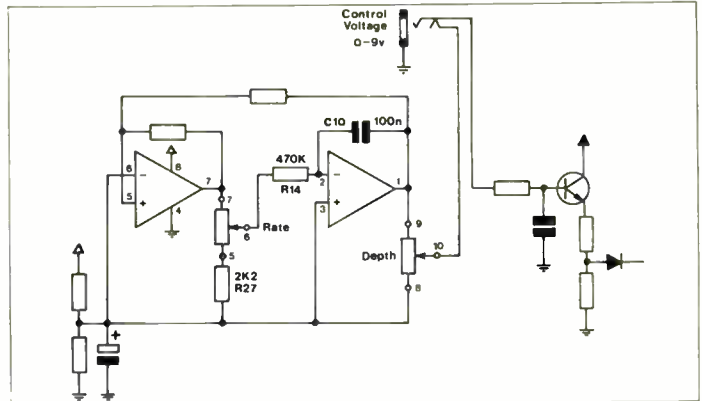 Control
Voltage
0-9v
C10
100n
470K
R14
6
5
8
7
4
7
6
Rate
5
2K2
R27
2
3
1
9
Depth
10
8
+
-
+
-
+